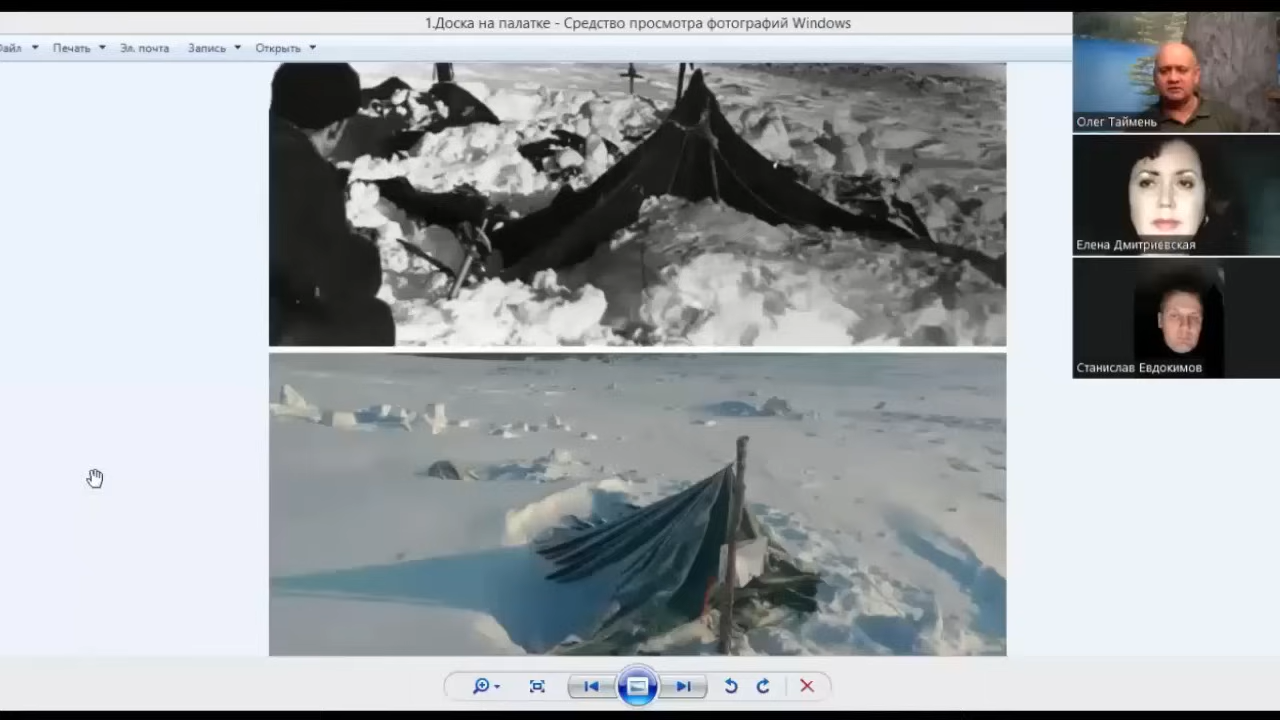 1.Доска на палатке - Средство просмотра фотографий Windows
айл Печать Эл. почта Запись Открыть
Олег Таймень
Елена Дмитриевская
Станислав Евдокимов